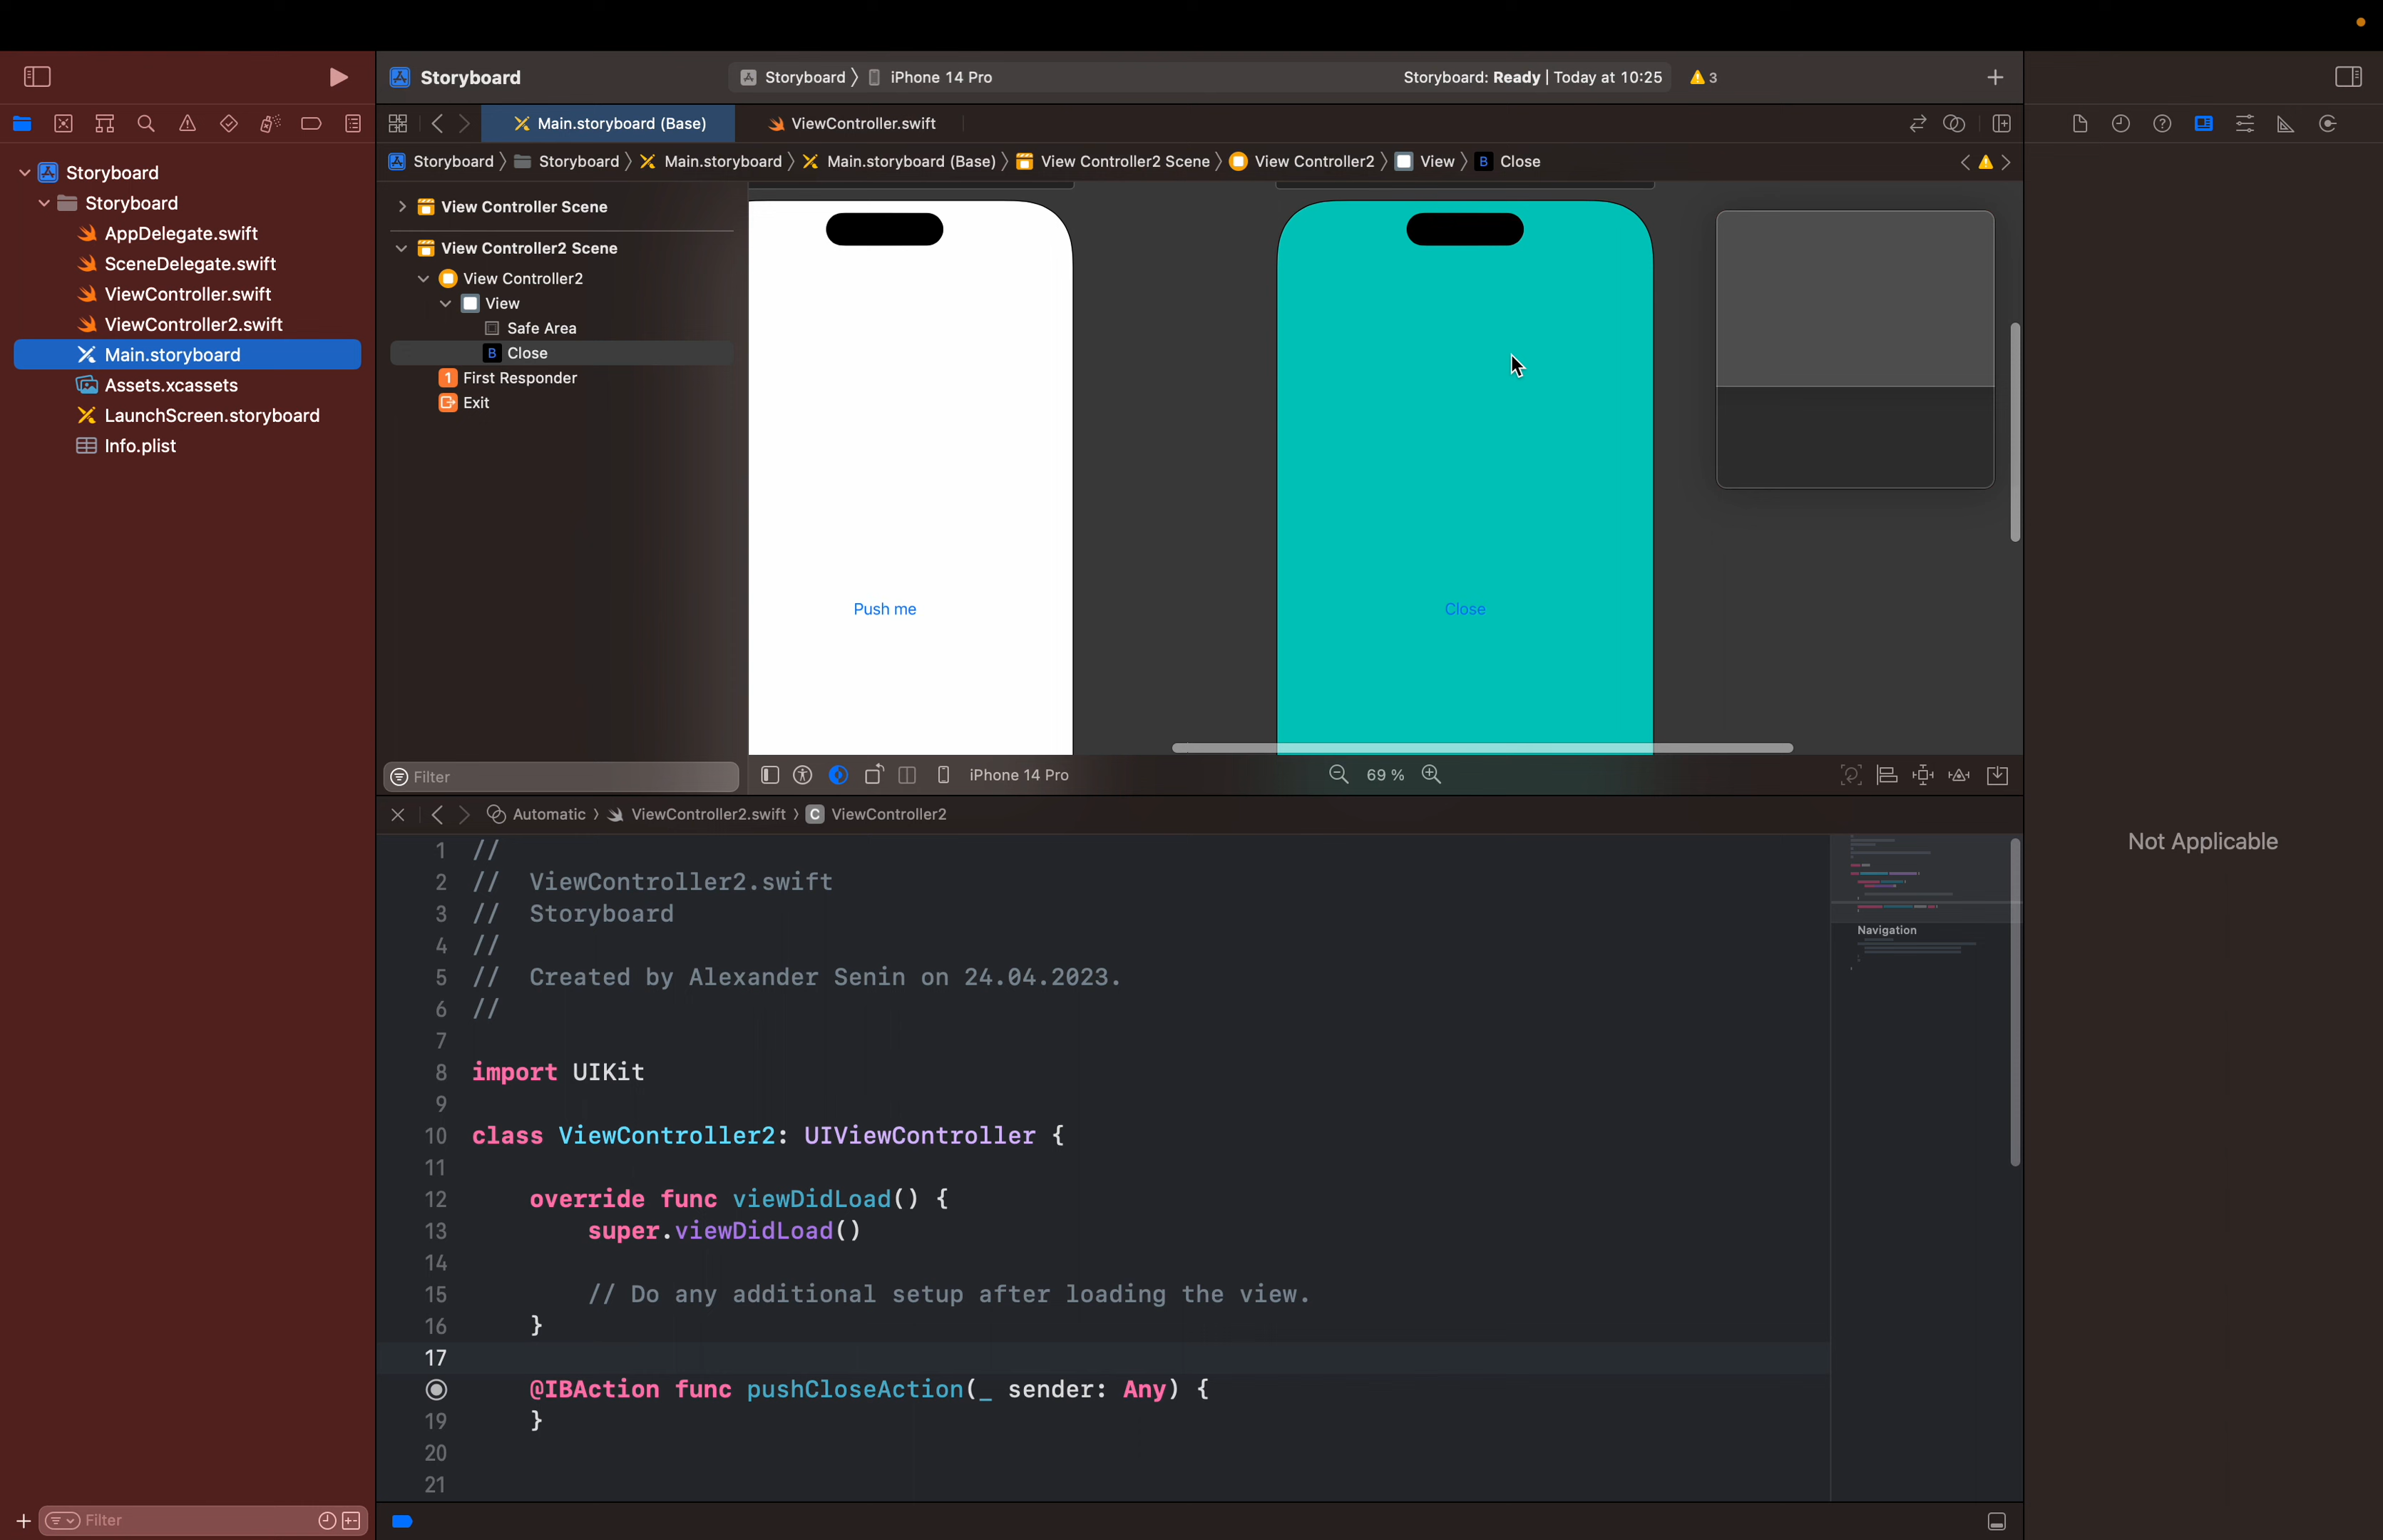 Storyboard
Storyboard
iPhone 14 Pro
Storyboard: Ready | Today at 10:25
3
Main.storyboard (Base)
ViewController.swift
Storyboard
Storyboard
Main.storyboard
Main.storyboard (Base)
View Controller2 Scene
View Controller2
View
B
Close
Storyboard
Storyboard
AppDelegate.swift
SceneDelegate.swift
ViewController.swift
ViewController2.swift
Main.storyboard
Assets.xcassets
LaunchScreen.storyboard
Info.plist
Filter
View Controller Scene
View Controller2 Scene
View Controller2
View
Safe Area
B Close
1 First Responder
Exit
Filter
Push me
Close
iPhone 14 Pro
69 %
Automatic
ViewController2.swift
C ViewController2
1 //
2 // ViewController2.swift
3 // Storyboard
4 //
5 // Created by Alexander Senin on 24.04.2023.
6 //
7
8 import UIKit
9
10 class ViewController2: UIViewController {
11
12 override func viewDidLoad() {
13 super.viewDidLoad()
14
15 // Do any additional setup after loading the view.
16 }
17
@IBAction func pushCloseAction(_ sender: Any) {
19 }
20
21
Navigation
Not Applicable